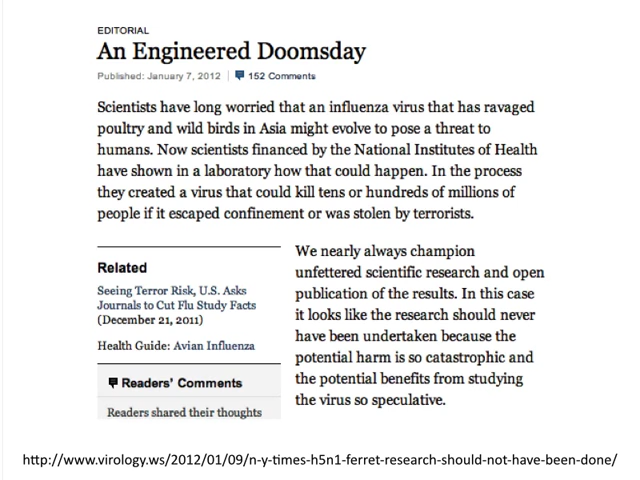 EDITORIAL
An Engineered Doomsday
Published: January 7, 2012 | 152 Comments
Scientists have long worried that an influenza virus that has ravaged
poultry and wild birds in Asia might evolve to pose a threat to
humans. Now scientists financed by the National Institutes of Health
have shown in a laboratory how that could happen. In the process
they created a virus that could kill tens or hundreds of millions of
people if it escaped confinement or was stolen by terrorists.
Related
Seeing Terror Risk, U.S. Asks
Journals to Cut Flu Study Facts
(December 21, 2011)
Health Guide: Avian Influenza
Readers' Comments
Readers shared their thoughts
We nearly always champion
unfettered scientific research and open
publication of the results. In this case
it looks like the research should never
have been undertaken because the
potential harm is so catastrophic and
the potential benefits from studying
the virus so speculative.
http://www.virology.ws/2012/01/09/n-y-times-h5n1-ferret-research-should-not-have-been-done/